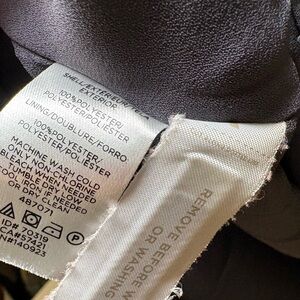 EXTERIOR
100%POLYESTER/
POLYESTER/POLIESTER
LINING/DOUBLURE/FORRO:
100%POLYESTER/
POLYESTER/POLIESTER
MACHINE WASH COLD
ONLY NON-CHLORINE
BLEACH WHEN NEEDED
TUMBLE DRY LOW
COOL IRON IF NEEDED
OR DRY CLEAN
487071
ID# 70319
CA#57421
VN#140923
REMOVE BEFORE W
OR WASHING